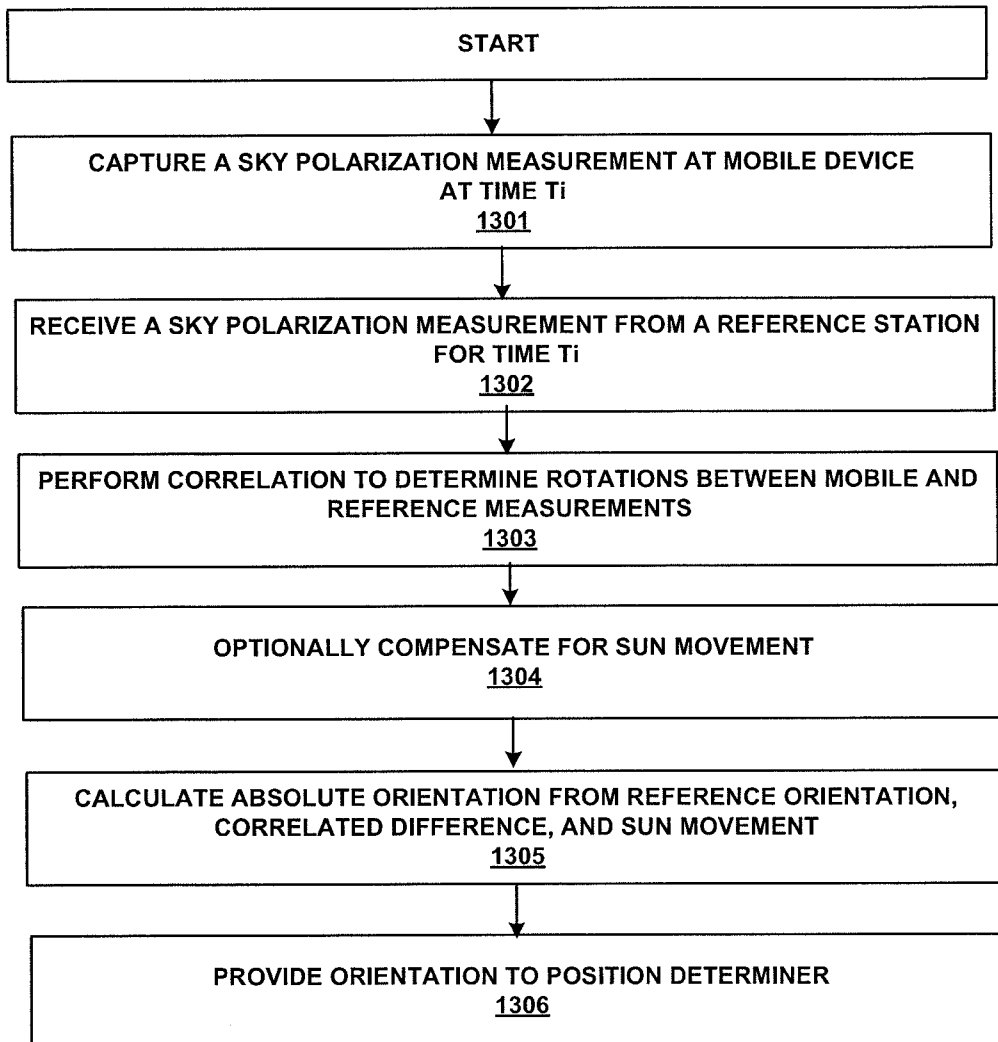 START
CAPTURE A SKY POLARIZATION MEASUREMENT AT MOBILE DEVICE
AT TIME Ti
1301
RECEIVE A SKY POLARIZATION MEASUREMENT FROM A REFERENCE STATION
FOR TIME Ti
1302
PERFORM CORRELATION TO DETERMINE ROTATIONS BETWEEN MOBILE AND
REFERENCE MEASUREMENTS
1303
OPTIONALLY COMPENSATE FOR SUN MOVEMENT
1304
CALCULATE ABSOLUTE ORIENTATION FROM REFERENCE ORIENTATION,
CORRELATED DIFFERENCE, AND SUN MOVEMENT
1305
PROVIDE ORIENTATION TO POSITION DETERMINER
1306